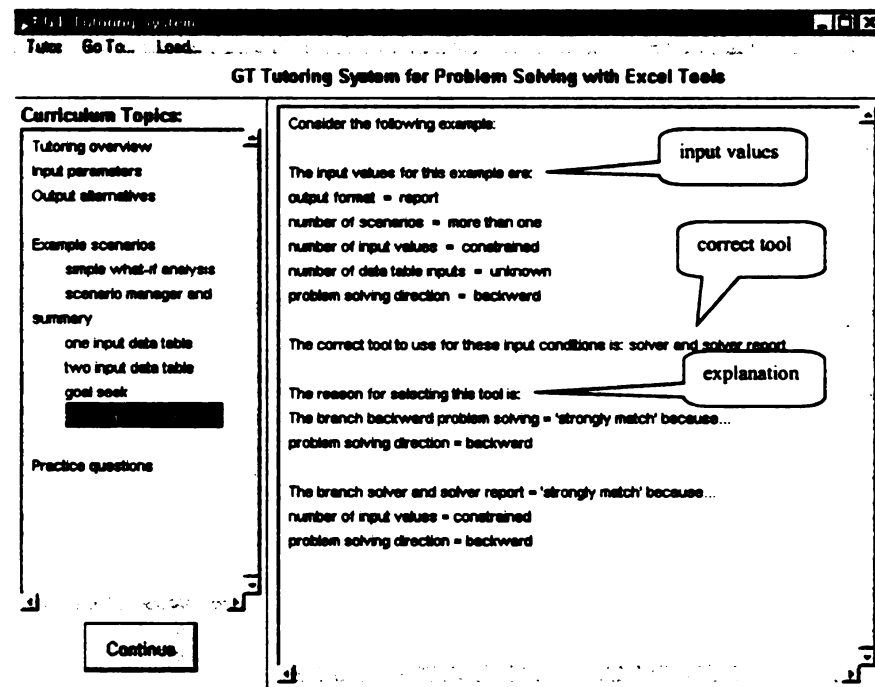 Tutoring System
Tutor Go To... Load...
GT Tutoring System for Problem Solving with Excel Tools
Curriculum Topics:
Tutoring overview
Input parameters
Output alternatives
Example scenarios
simple what-if analysis
scenario manager and
summary
one input data table
two input data table
goal seek
Practice questions
Continue
Consider the following example:
The input values for this example are:
output format = report
number of scenarios = more than one
number of input values = constrained
number of data table inputs = unknown
problem solving direction = backward
The correct tool to use for these input conditions is: solver and solver report
The reason for selecting this tool is:
The branch backward problem solving = 'strongly match' because...
problem solving direction = backward
The branch solver and solver report = 'strongly match' because...
number of input values = constrained
problem solving direction = backward
input values
correct tool
explanation